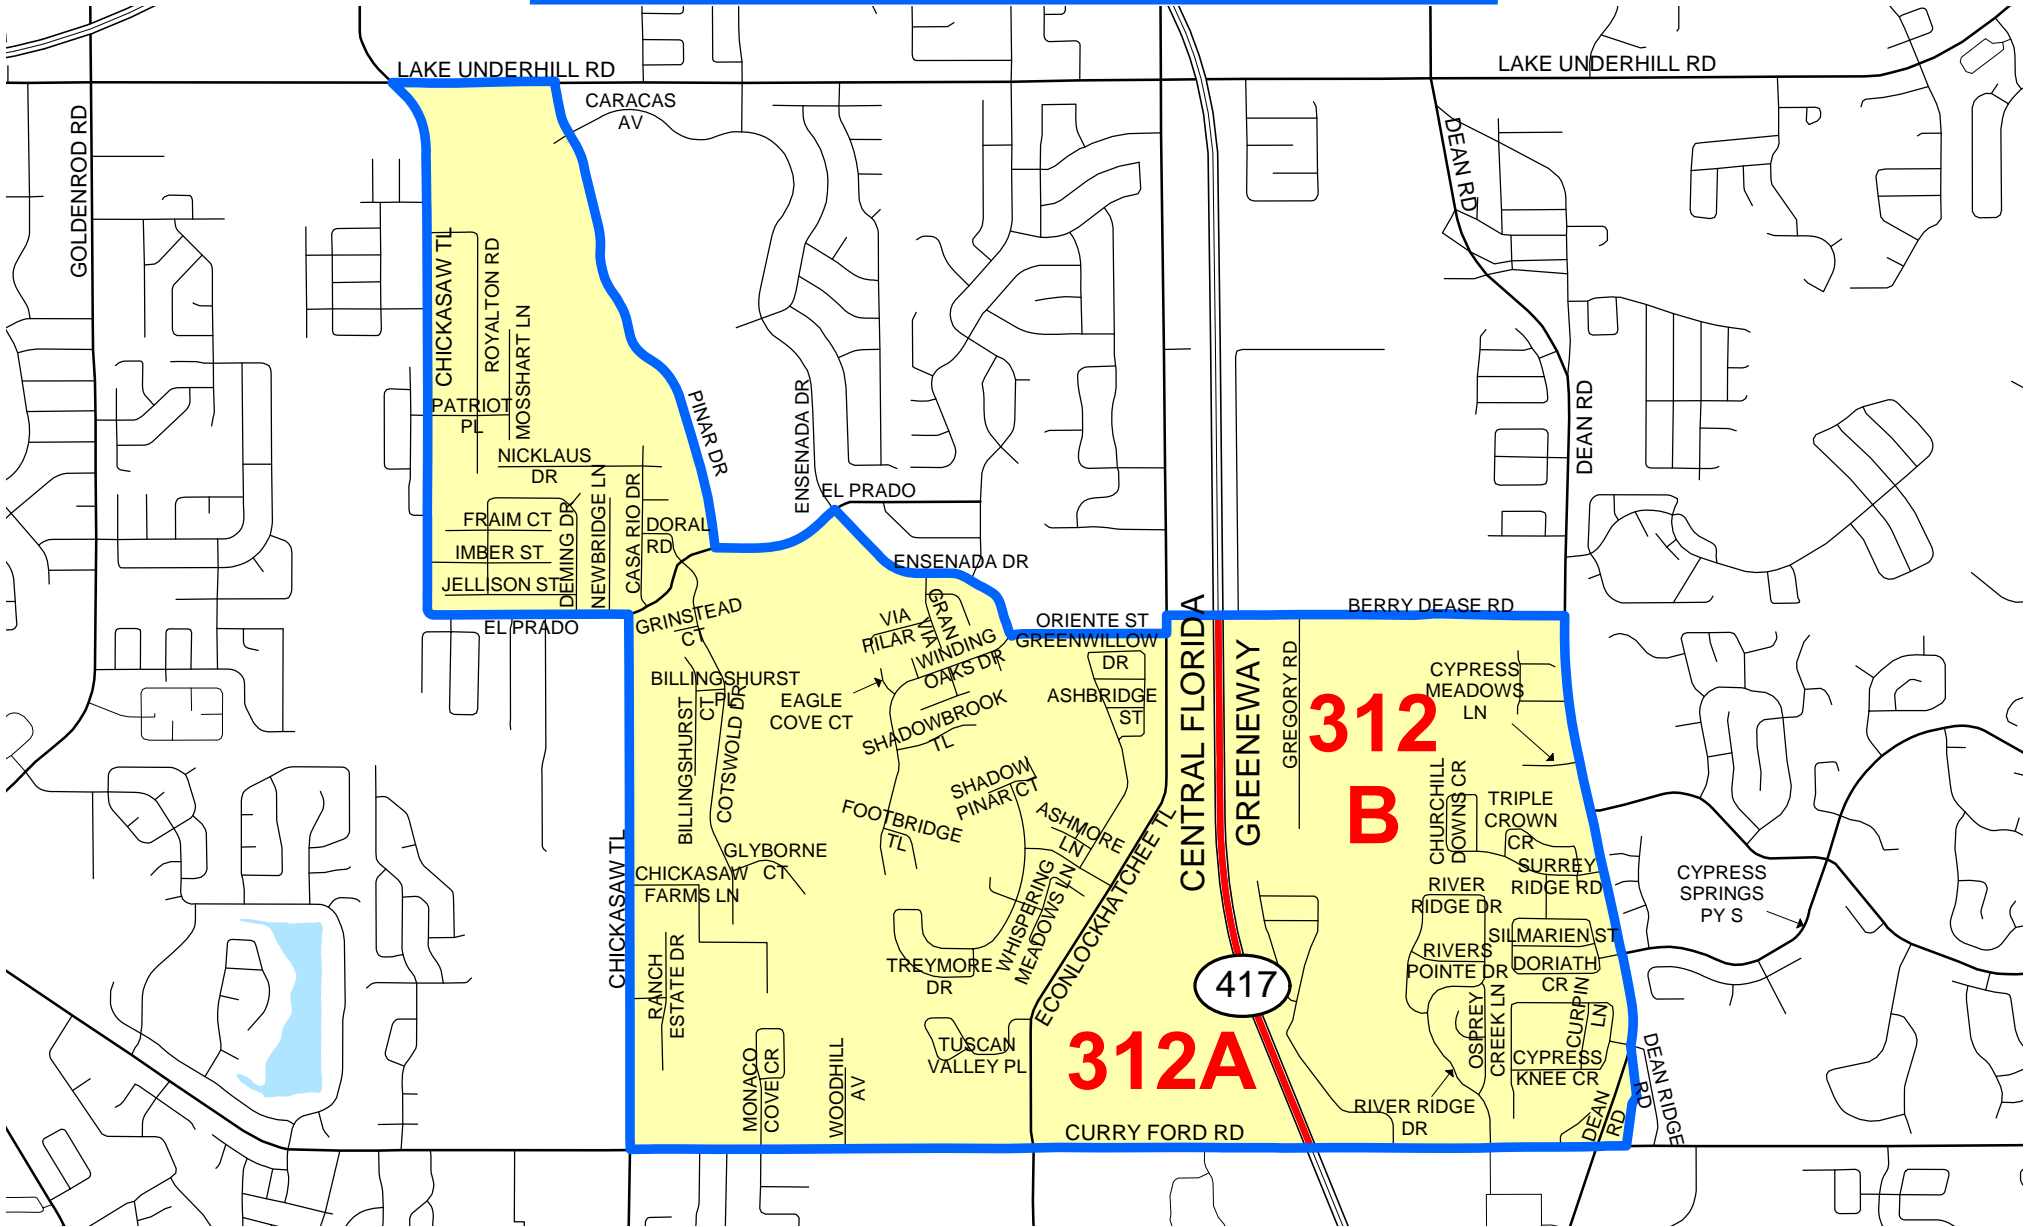 LAKE UNDERHILL RD
LAKE UNDERHILL RD
CARACAS
AV
GOLDENROD RD
DEAN RD
CHICKASAW TL
ROYALTON RD
MOSSHART LN
PATRIOT
PL
PINAR DR
ENSENADA DR
DEAN RD
NICKLAUS
DR
EL PRADO
FRAIM CT
DEMING DR
NEWBRIDGE LN
CASA RIO DR
DORAL
RD
IMBER ST
JELLISON ST
ENSENADA DR
EL PRADO
GRINSTEAD
CT
VIA
PILAR
GRAN
VIA
WINDING
OAKS DR
ORIENTE ST
GREENWILLOW
DR
BERRY DEASE RD
BILLINGSHURST
PL
BILLINGSHURST
CT
COTSWOLD DR
EAGLE
COVE CT
ASHBRIDGE
ST
CENTRAL FLORIDA
GREENEWAY
GREGORY RD
312
B
CYPRESS
MEADOWS
LN
SHADOWBROOK
TL
SHADOW
PINAR CT
FOOTBRIDGE
TL
ASHMORE
LN
CHURCHILL
DOWNS CR
TRIPLE
CROWN
CR
GLYBORNE
CT
CHICKASAW TL
CHICKASAW
FARMS LN
SURREY
RIDGE RD
RIVER
RIDGE DR
CYPRESS
SPRINGS
PY S
WHISPERING
MEADOWS LN
ECONLOCKHATCHEE TL
RANCH
ESTATE DR
TREYMORE
DR
SILMARIEN ST
RIVERS
POINTE DR
DORIATH
CR
417
OSPREY
CREEK LN
CURUPIN
LN
312A
TUSCAN
VALLEY PL
MONACO
COVE CR
WOODHILL
AV
CYPRESS
KNEE CR
RIVER RIDGE
DR
DEAN
RD
DEAN RIDGE
RD
CURRY FORD RD